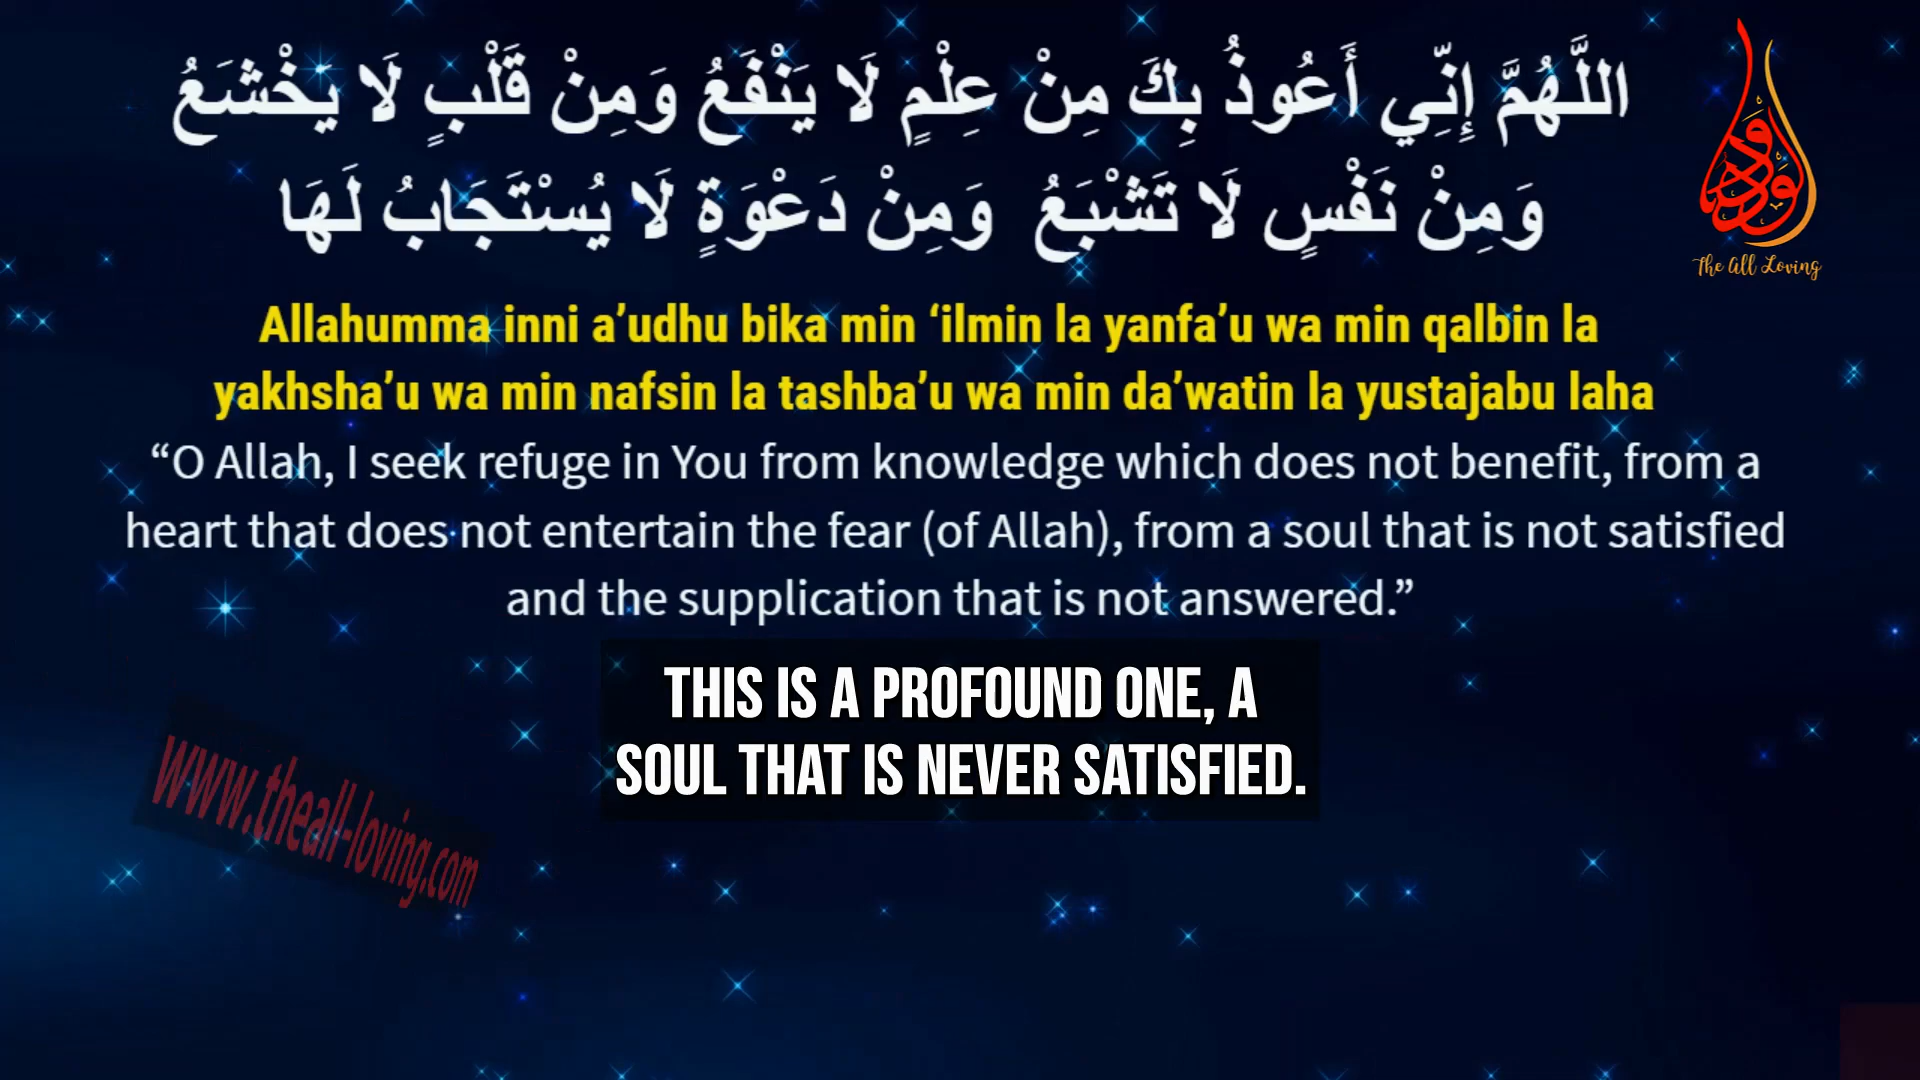 اللَّهُمَّ إِنِّي أَعُوذُ بِكَ مِنْ عِلْمٍ لَا يَنْفَعُ وَمِنْ قَلْبٍ لَا يَخْشَعُ
وَمِنْ نَفْسٍ لَا تَشْبَعُ وَمِنْ دَعْوَةٍ لَا يُسْتَجَابُ لَهَا
The All Loving
Allahumma inni a’udhu bika min ‘ilmin la yanfa’u wa min qalbin la
yakhsha’u wa min nafsin la tashba’u wa min da’watin la yustajabu laha
“O Allah, I seek refuge in You from knowledge which does not benefit, from a
heart that does not entertain the fear (of Allah), from a soul that is not satisfied
and the supplication that is not answered.”
THIS IS A PROFOUND ONE, A
SOUL THAT IS NEVER SATISFIED.
www.theall-loving.com